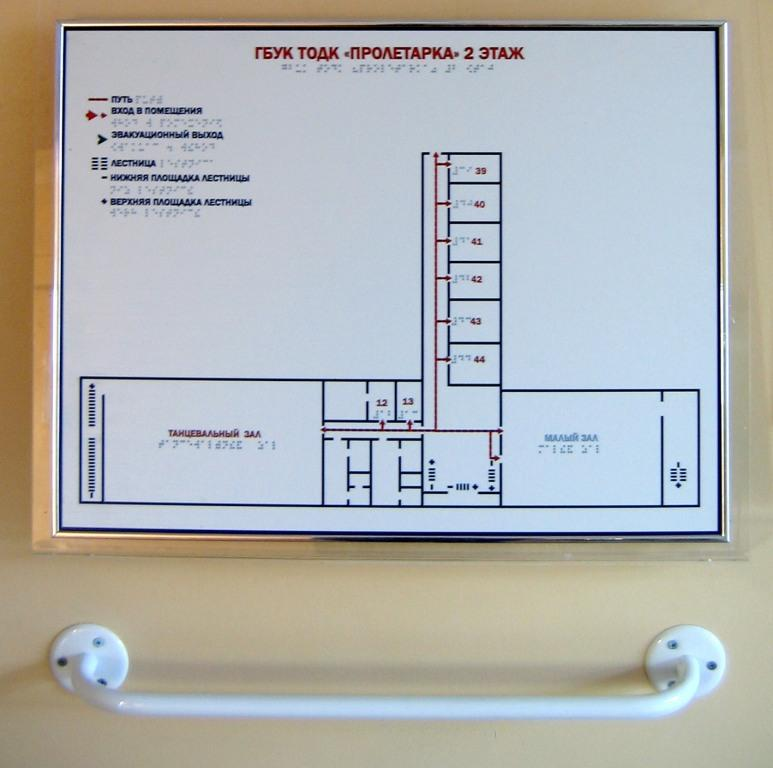 ГБУК ТОДК «ПРОЛЕТАРКА» 2 ЭТАЖ
ПУТЬ
ВХОД В ПОМЕЩЕНИЯ
ЭВАКУАЦИОННЫЙ ВЫХОД
ЛЕСТНИЦА
НИЖНЯЯ ПЛОЩАДКА ЛЕСТНИЦЫ
ВЕРХНЯЯ ПЛОЩАДКА ЛЕСТНИЦЫ
39
40
41
42
43
44
12 13
ТАНЦЕВАЛЬНЫЙ ЗАЛ
МАЛЫЙ ЗАЛ